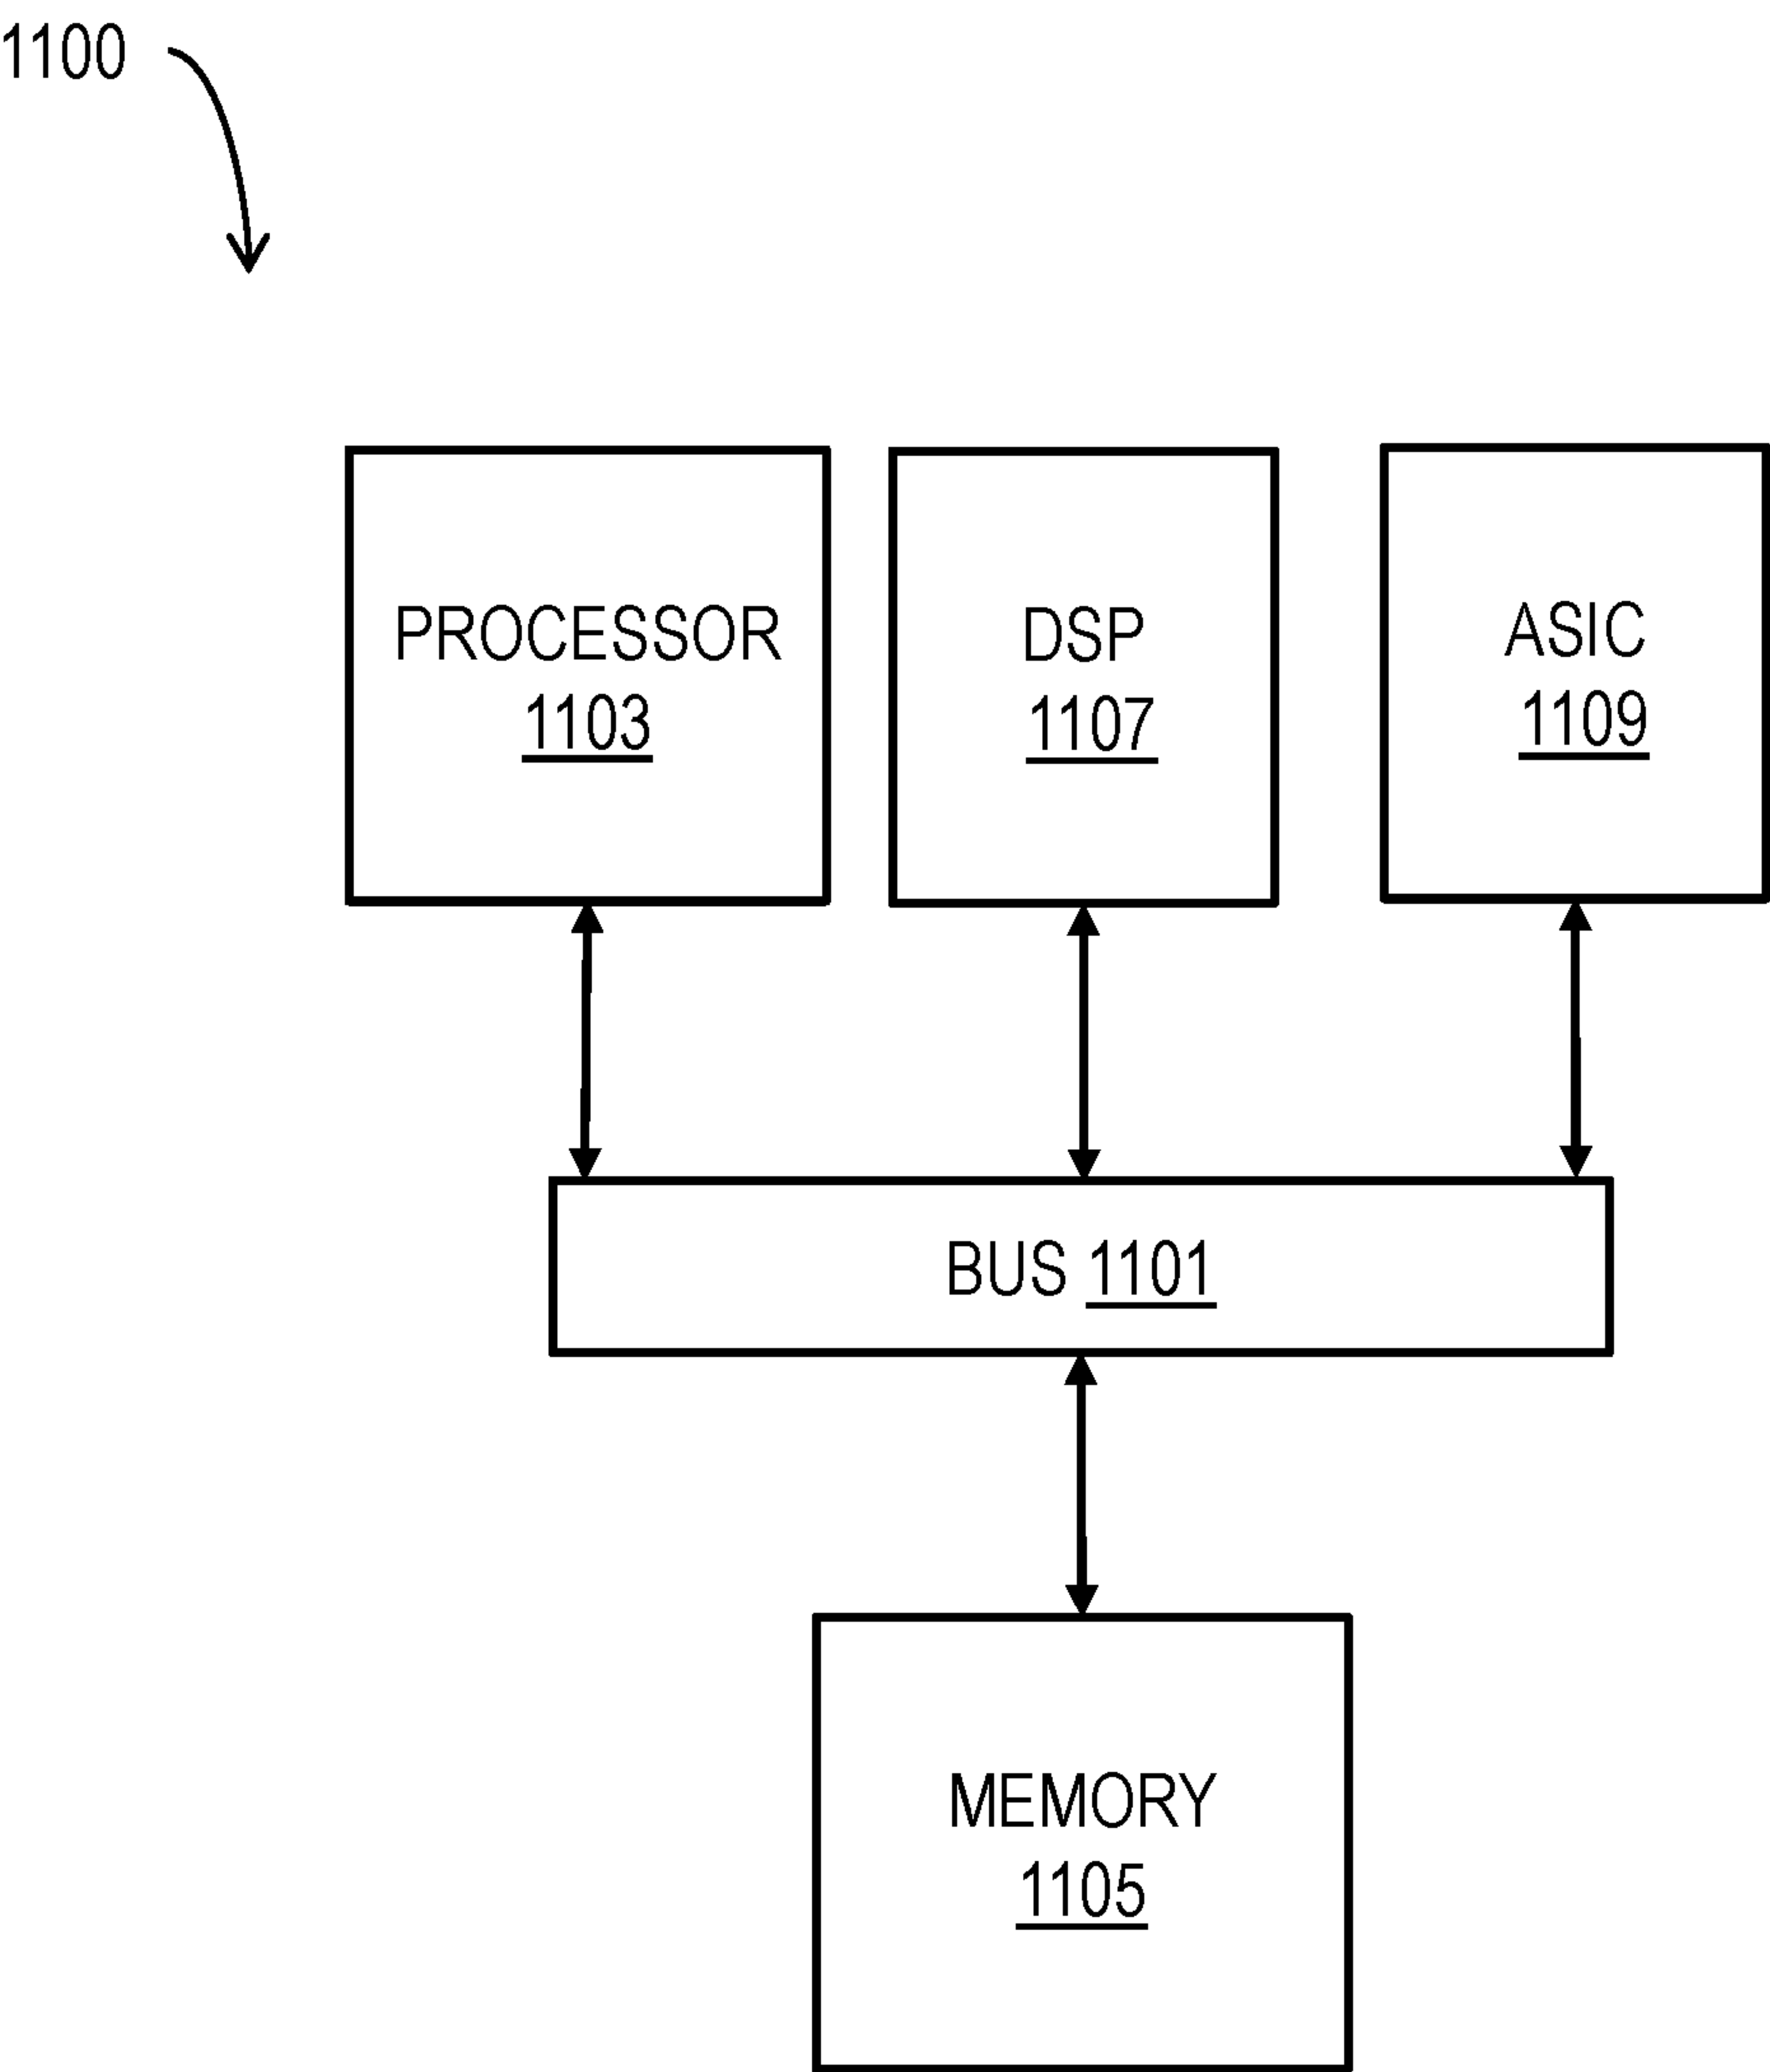 1100
PROCESSOR
1103
DSP
1107
ASIC
1109
BUS 1101
MEMORY
1105